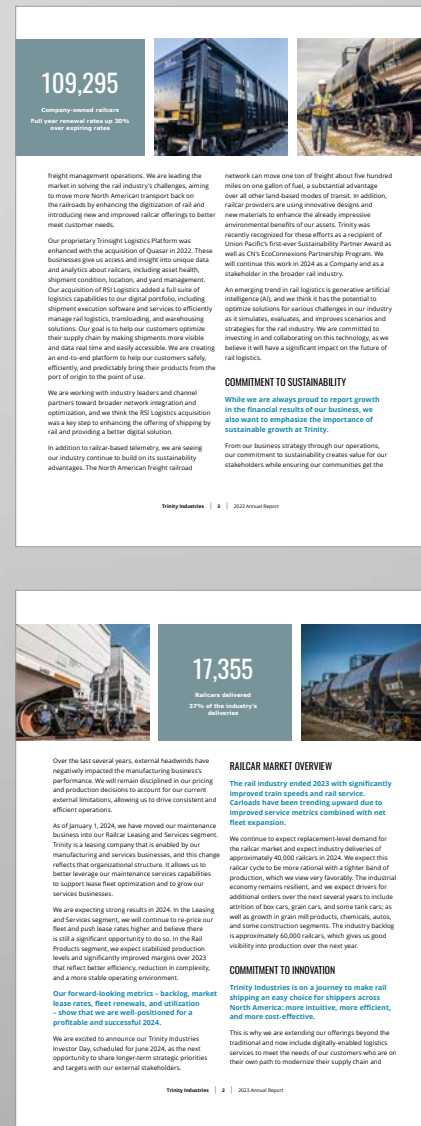 109,295
Company-owned railcars
Full year renewal rates up 30%
over expiring rates
freight management operations. We are leading the
market in solving the rail industry's challenges, aiming
to move more North American transport back on
the railroads by enhancing the digitization of rail and
introducing new and improved railcar offerings to better
meet customer needs.
Our proprietary Trinsight Logistics Platform was
enhanced with the acquisition of Quasar in 2022. These
businesses give us access and insight into unique data
and analytics about railcars, including asset health,
shipment condition, location, and yard management.
Our acquisition of RSI Logistics added a full suite of
logistics capabilities to our digital portfolio, including
shipment execution software and services to efficiently
manage rail logistics, transloading, and warehousing
solutions. Our goal is to help our customers optimize
their supply chain by making shipments more visible
and data real time and easily accessible. We are creating
an end-to-end platform to help our customers safely,
efficiently, and predictably bring their products from the
port of origin to the point of use.
We are working with industry leaders and channel
partners toward broader network integration and
optimization, and we think the RSI Logistics acquisition
was a key step to enhancing the offering of shipping by
rail and providing a better digital solution.
In addition to railcar-based telemetry, we are seeing
our industry continue to build on its sustainability
advantages. The North American freight railroad
network can move one ton of freight about five hundred
miles on one gallon of fuel, a substantial advantage
over all other land-based modes of transit. In addition,
railcar providers are using innovative designs and
new materials to enhance the already impressive
environmental benefits of our assets. Trinity was
recently recognized for these efforts as a recipient of
Union Pacific's first-ever Sustainability Partner Award as
well as CN's EcoConnexions Partnership Program. We
will continue this work in 2024 as a Company and as a
stakeholder in the broader rail industry.
An emerging trend in rail logistics is generative artificial
intelligence (AI), and we think it has the potential to
optimize solutions for various challenges in our industry
as it simulates, evaluates, and improves scenarios and
strategies for the rail industry. We are committed to
investing in and collaborating on this technology, as we
believe it will have a significant impact on the future of
rail logistics.
COMMITMENT TO SUSTAINABILITY
While we are always proud to report growth
in the financial results of our business, we
also want to emphasize the importance of
sustainable growth at Trinity.
From our business strategy through our operations,
our commitment to sustainability creates value for our
stakeholders while ensuring our communities get the
Trinity Industries | 3 | 2023 Annual Report
17,355
Railcars delivered
37% of the industry's
deliveries
Over the last several years, external headwinds have
negatively impacted the manufacturing business's
performance. We will remain disciplined in our pricing
and production decisions to account for our current
external limitations, allowing us to drive consistent and
efficient operations.
As of January 1, 2024, we have moved our maintenance
business into our Railcar Leasing and Services segment.
Trinity is a leasing company that is enabled by our
manufacturing and services businesses, and this change
reflects that organizational structure. It allows us to
better leverage our maintenance services capabilities
to support lease fleet optimization and to grow our
services businesses.
We are expecting strong results in 2024. In the Leasing
and Services segment, we will continue to re-price our
fleet and push lease rates higher and believe there
is still a significant opportunity to do so. In the Rail
Products segment, we expect stabilized production
levels and significantly improved margins over 2023
that reflect better efficiency, reduction in complexity,
and a more stable operating environment.
Our forward-looking metrics – backlog, market
lease rates, fleet renewals, and utilization
– show that we are well-positioned for a
profitable and successful 2024.
We are excited to announce our Trinity Industries
Investor Day, scheduled for June 2024, as the next
opportunity to share longer-term strategic priorities
and targets with our external stakeholders.
RAILCAR MARKET OVERVIEW
The rail industry ended 2023 with significantly
improved train speeds and rail service.
Carloads have been trending upward due to
improved service metrics combined with net
fleet expansion.
We continue to expect replacement-level demand for
the railcar market and expect industry deliveries of
approximately 40,000 railcars in 2024. We expect this
railcar cycle to be more rational with a tighter band of
production, which we view very favorably. The industrial
economy remains resilient, and we expect drivers for
additional orders over the next several years to include
attrition of box cars, grain cars, and some tank cars; as
well as growth in grain mill products, chemicals, autos,
and some construction segments. The industry backlog
is approximately 60,000 railcars, which gives us good
visibility into production over the next year.
COMMITMENT TO INNOVATION
Trinity Industries is on a journey to make rail
shipping an easy choice for shippers across
North America: more intuitive, more efficient,
and more cost-effective.
This is why we are extending our offerings beyond the
traditional and now include digitally-enabled logistics
services to meet the needs of our customers who are on
their own path to modernize their supply chain and
Trinity Industries | 2 | 2023 Annual Report